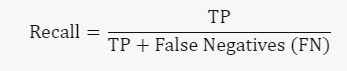 Recall = TP / TP + False Negatives (FN)